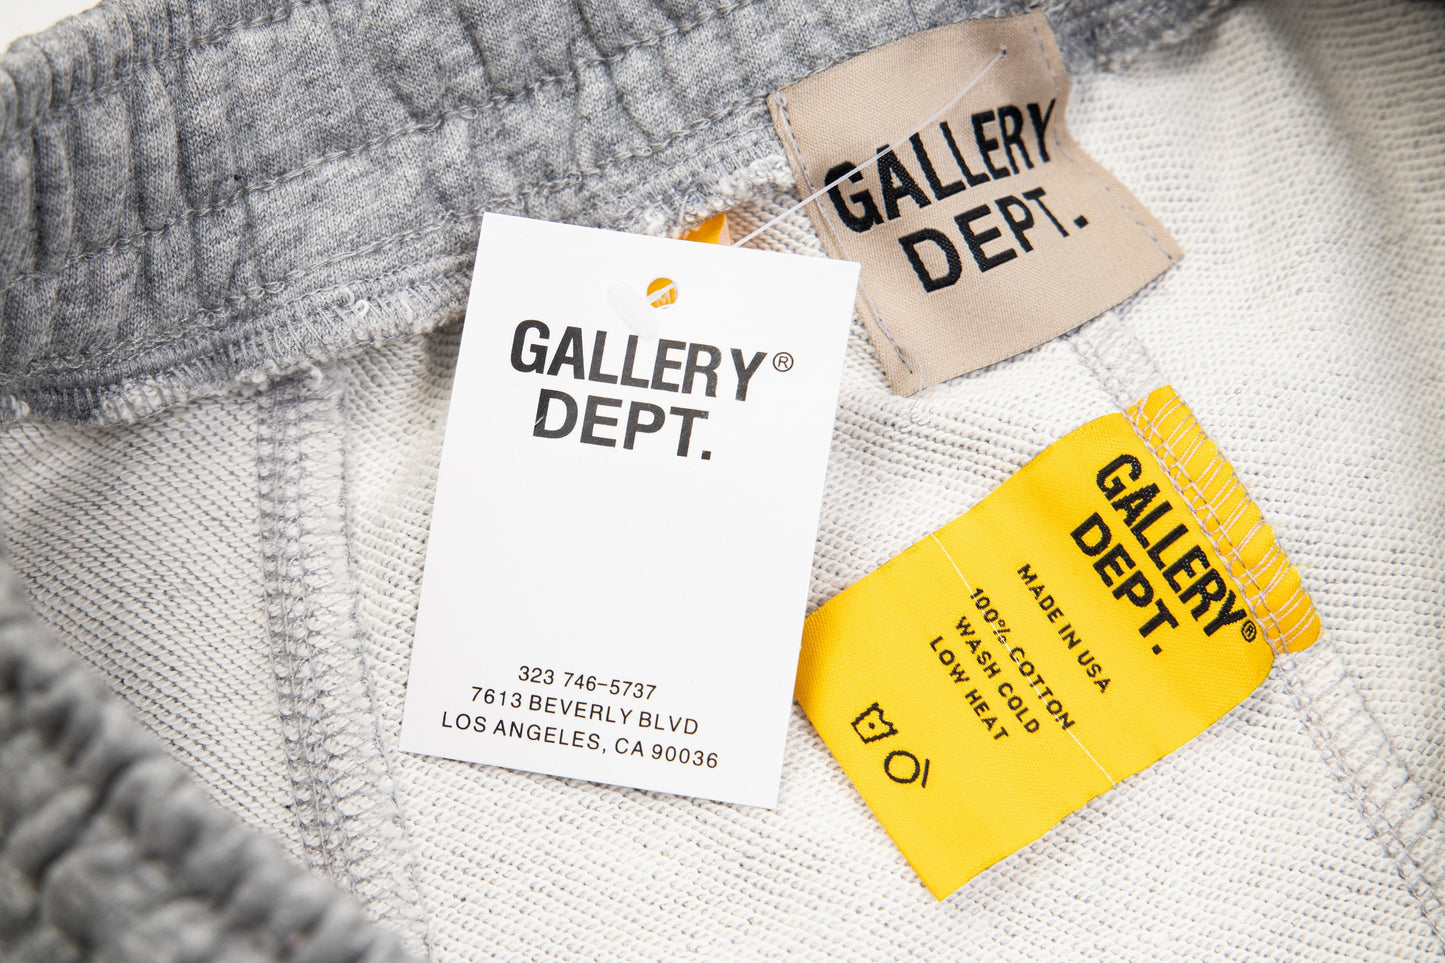 GALLERY
DEPT.
GALLERY®
DEPT.
323 746-5737
7613 BEVERLY BLVD
LOS ANGELES, CA 90036
GALLERY®
DEPT.
MADE IN USA
100% COTTON
WASH COLD
LOW HEAT